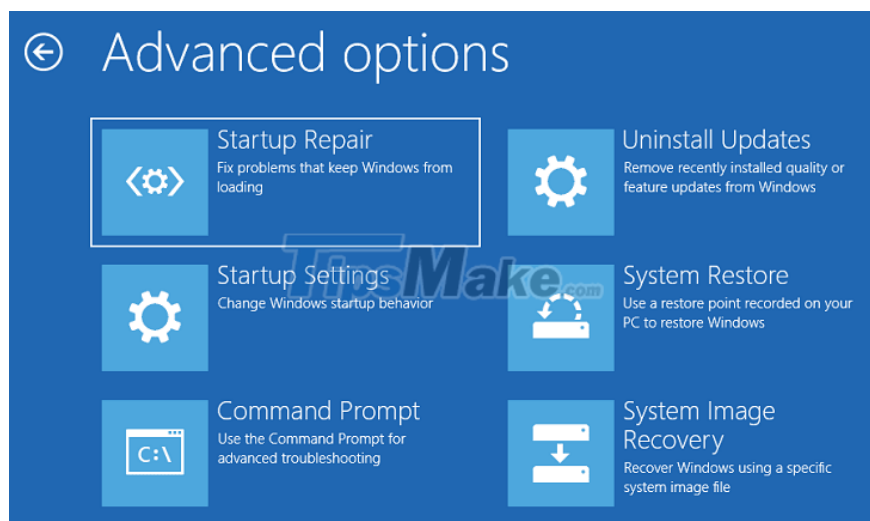 Advanced options
Startup Repair
Fix problems that keep Windows from
loading
Uninstall Updates
Remove recently installed quality or
feature updates from Windows
Startup Settings
Change Windows startup behavior
System Restore
Use a restore point recorded on your
PC to restore Windows
TipsMake.com
Command Prompt
Use the Command Prompt for
advanced troubleshooting
C:\
System Image
Recovery
Recover Windows using a specific
system image file